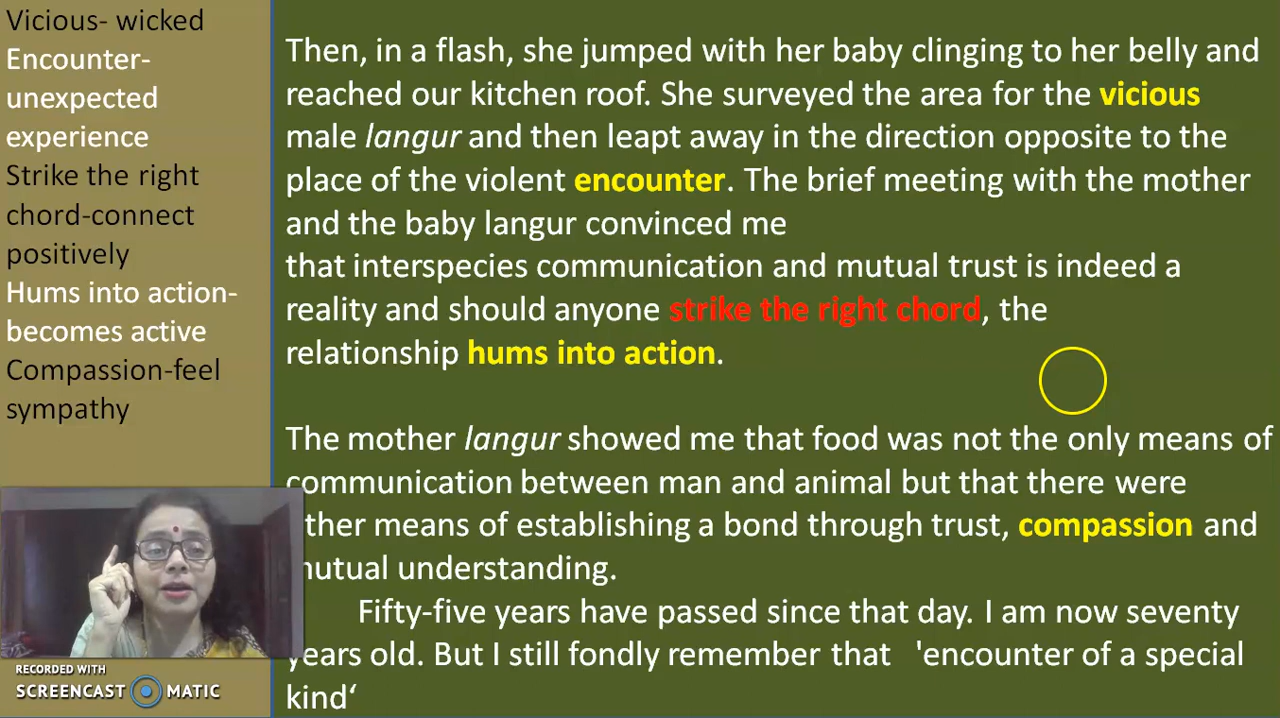 Vicious- wicked
Encounter-
unexpected
experience
Strike the right
chord-connect
positively
Hums into action-
becomes active
Compassion-feel
sympathy
Then, in a flash, she jumped with her baby clinging to her belly and
reached our kitchen roof. She surveyed the area for the vicious
male langur and then leapt away in the direction opposite to the
place of the violent encounter. The brief meeting with the mother
and the baby langur convinced me
that interspecies communication and mutual trust is indeed a
reality and should anyone strike the right chord, the
relationship hums into action.
The mother langur showed me that food was not the only means of
communication between man and animal but that there were
ther means of establishing a bond through trust, compassion and
utual understanding.
Fifty-five years have passed since that day. I am now seventy
years old. But I still fondly remember that 'encounter of a special
kind‘
RECORDED WITH
SCREENCAST MATIC